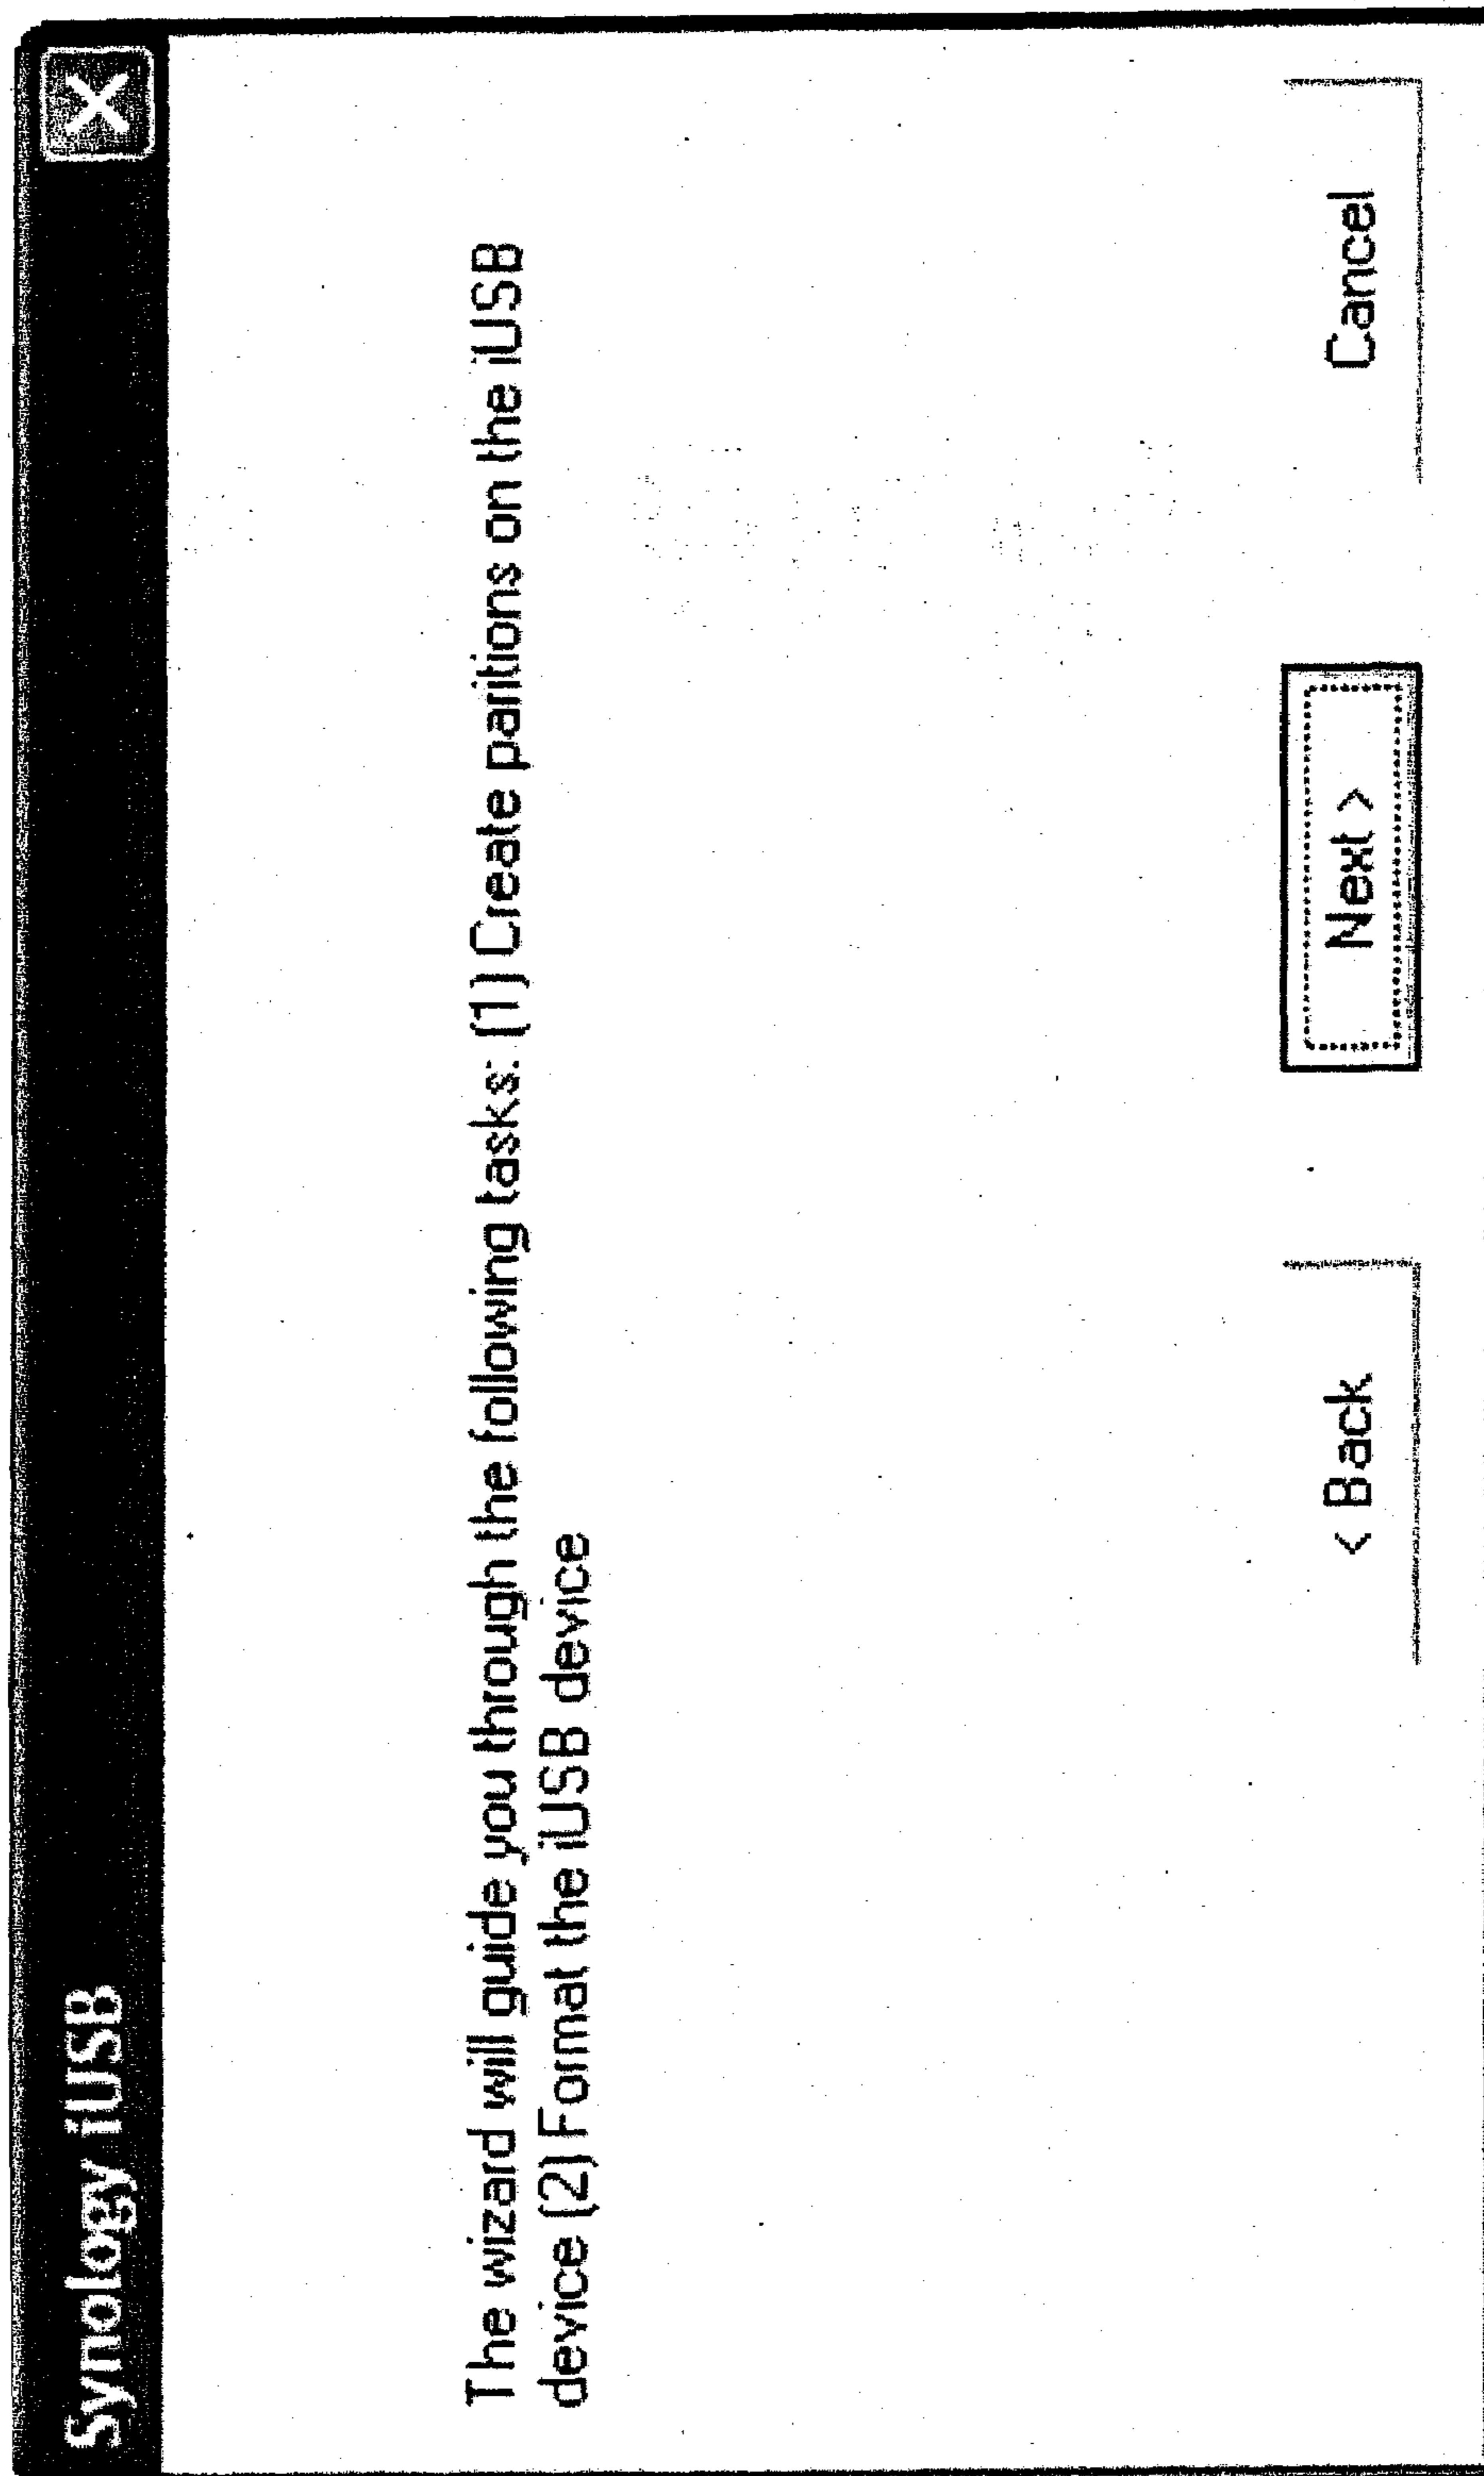 Synology iUSB
The wizard will guide you through the following tasks: (1) Create paritions on the iUSB
device (2) Format the iUSB device
< Back
Next >
Cancel